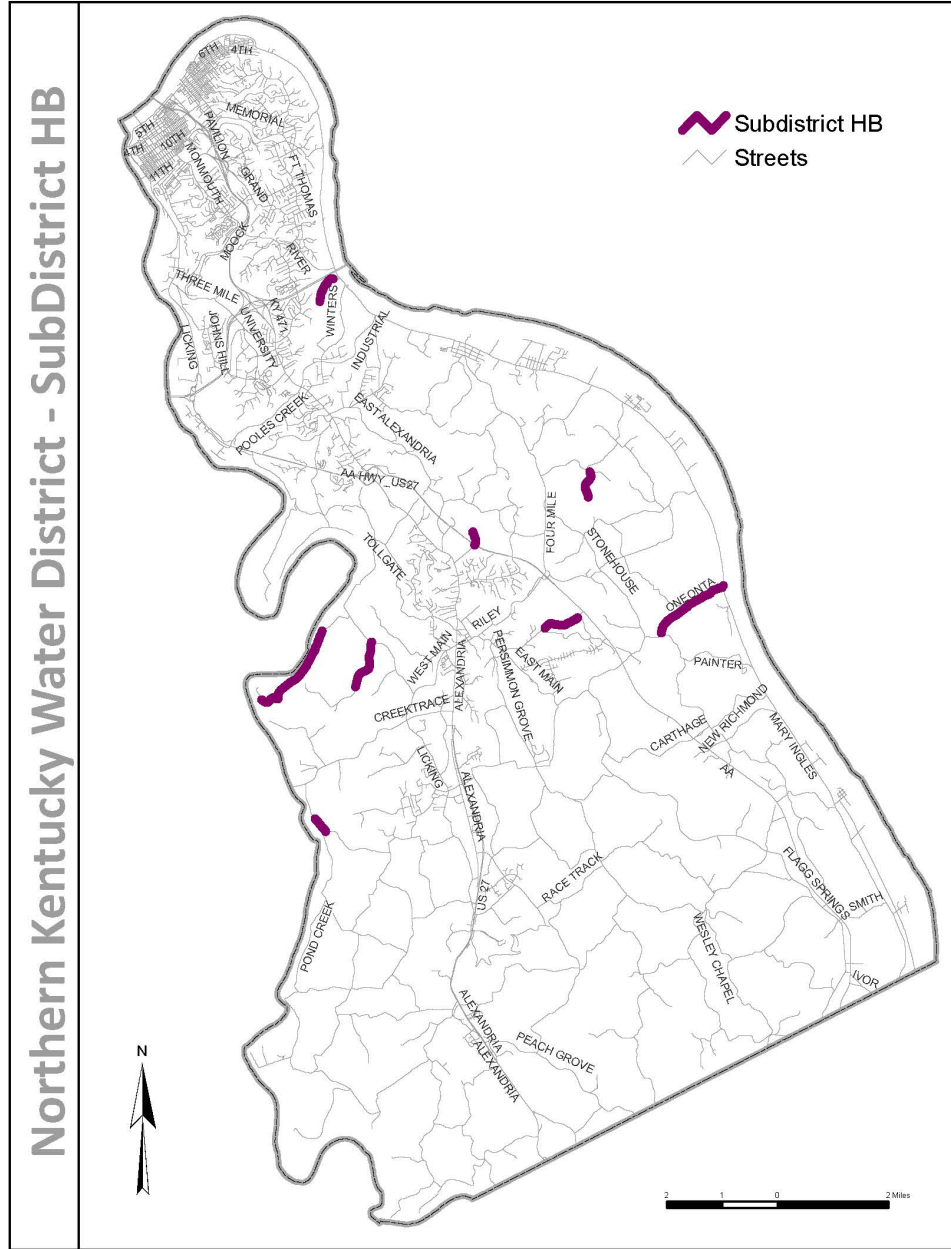 Northern Kentucky Water District - SubDistrict HB
Subdistrict HB
Streets
6TH
4TH
MEMORIAL
5TH
PAVILION
10TH
4TH
MONMOUTH
11TH
GRAND
FT THOMAS
MOOCK
RIVER
THREE MILE
KY 471
WINTERS
UNIVERSITY
JOHNS HILL
LICKING
INDUSTRIAL
POOLES CREEK
EAST ALEXANDRIA
AA HWY_US27
FOUR MILE
TOLLGATE
STONEHOUSE
ONEONTA
RILEY
WEST MAIN
ALEXANDRIA
PERSIMMON GROVE
EAST MAIN
PAINTER
CREEKTRACE
CARTHAGE
NEW RICHMOND
MARY INGLES
AA
LICKING
ALEXANDRIA
US 27
RACE TRACK
FLAGG SPRINGS
SMITH
POND CREEK
WESLEY CHAPEL
IVOR
ALEXANDRIA
ALEXANDRIA
PEACH GROVE
N
2 1 0 2 Miles